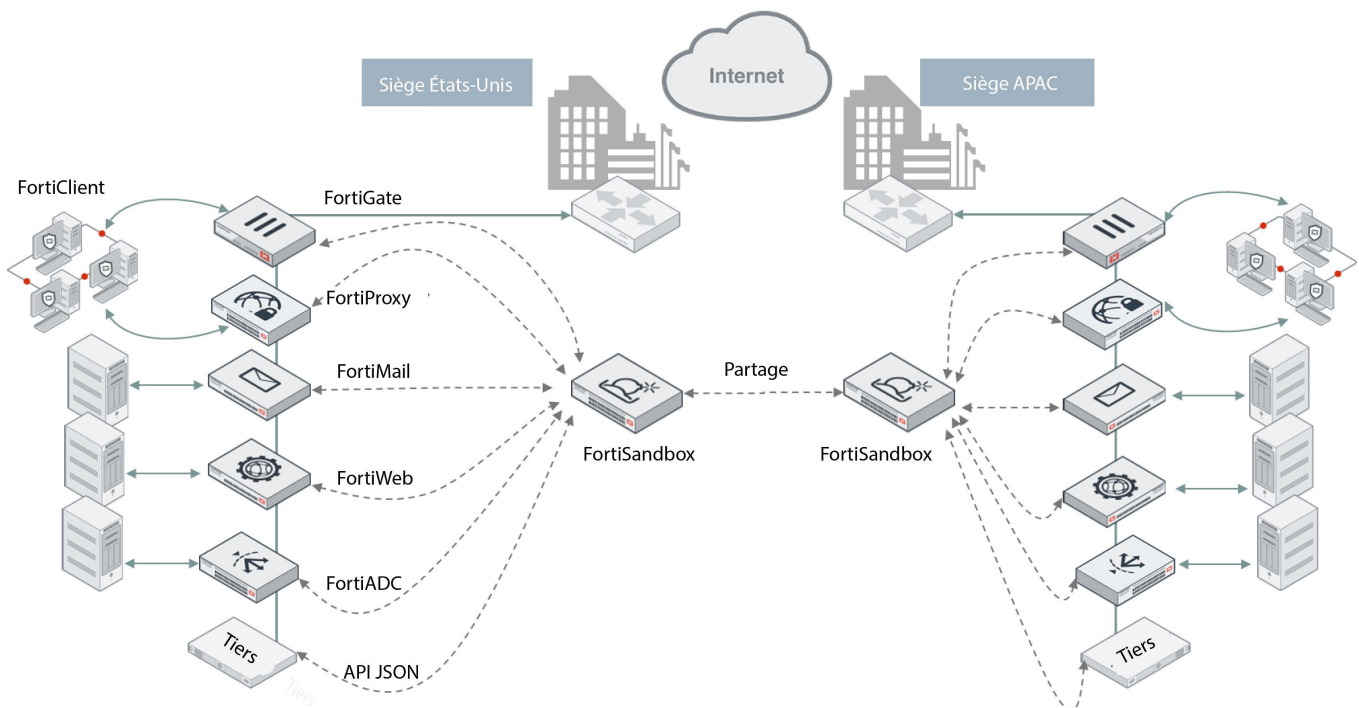 Internet
Siège États-Unis
Siège APAC
FortiClient
FortiGate
FortiProxy
FortiMail
Partage
FortiSandbox
FortiSandbox
FortiWeb
FortiADC
Tiers
API JSON
Tiers
Tiers